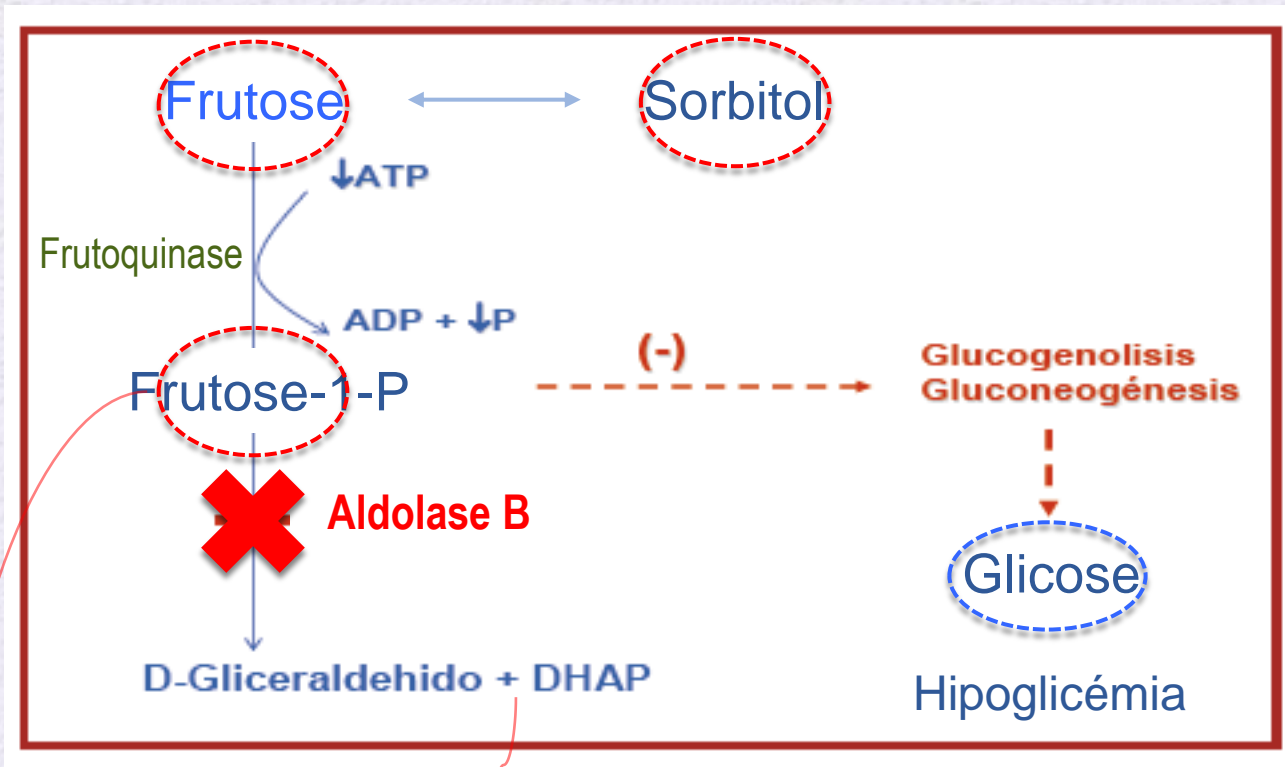 Frutose
Sorbitol
↓ATP
Frutoquinase
ADP + ↓P
Frutose-1-P
(-)
Glucogenolisis
Gluconeogénesis
Aldolase B
Glicose
D-Gliceraldehido + DHAP
Hipoglicémia